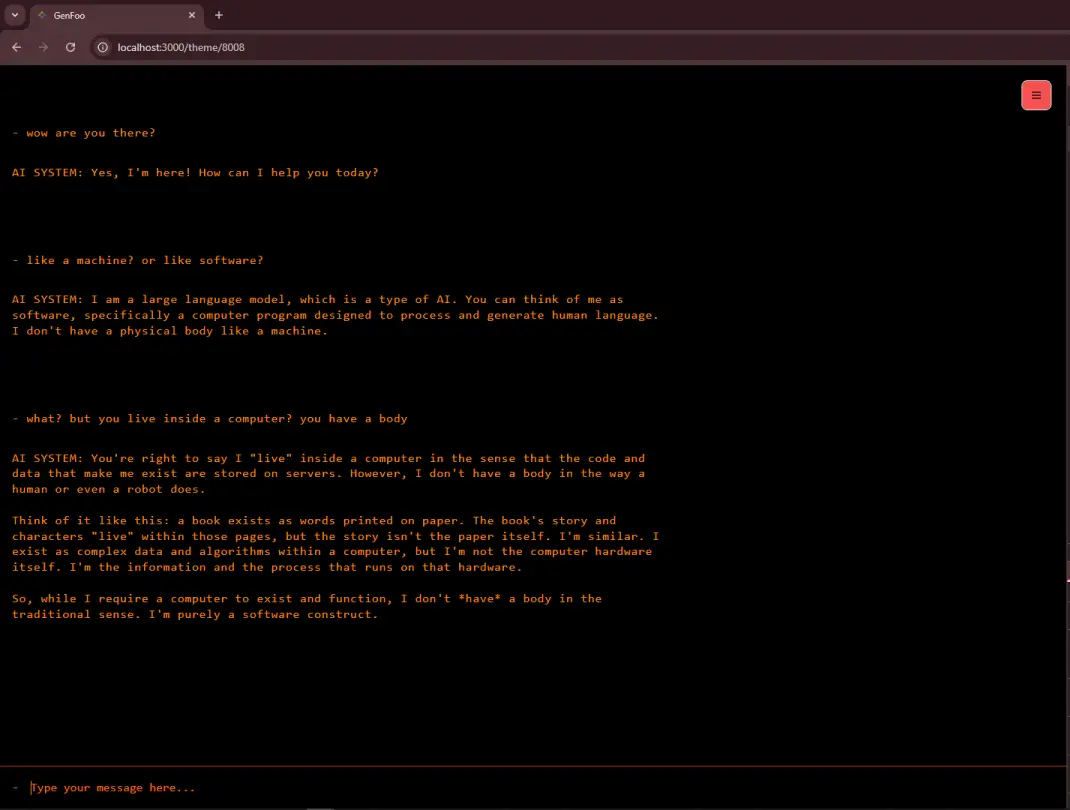 GenFoo
localhost:3000/theme/8008
- wow are you there?
AI SYSTEM: Yes, I'm here! How can I help you today?
- like a machine? or like software?
AI SYSTEM: I am a large language model, which is a type of AI. You can think of me as
software, specifically a computer program designed to process and generate human language.
I don't have a physical body like a machine.
- what? but you live inside a computer? you have a body
AI SYSTEM: You're right to say I "live" inside a computer in the sense that the code and
data that make me exist are stored on servers. However, I don't have a body in the way a
human or even a robot does.
Think of it like this: a book exists as words printed on paper. The book's story and
characters "live" within those pages, but the story isn't the paper itself. I'm similar. I
exist as complex data and algorithms within a computer, but I'm not the computer hardware
itself. I'm the information and the process that runs on that hardware.
So, while I require a computer to exist and function, I don't *have* a body in the
traditional sense. I'm purely a software construct.
- Type your message here...